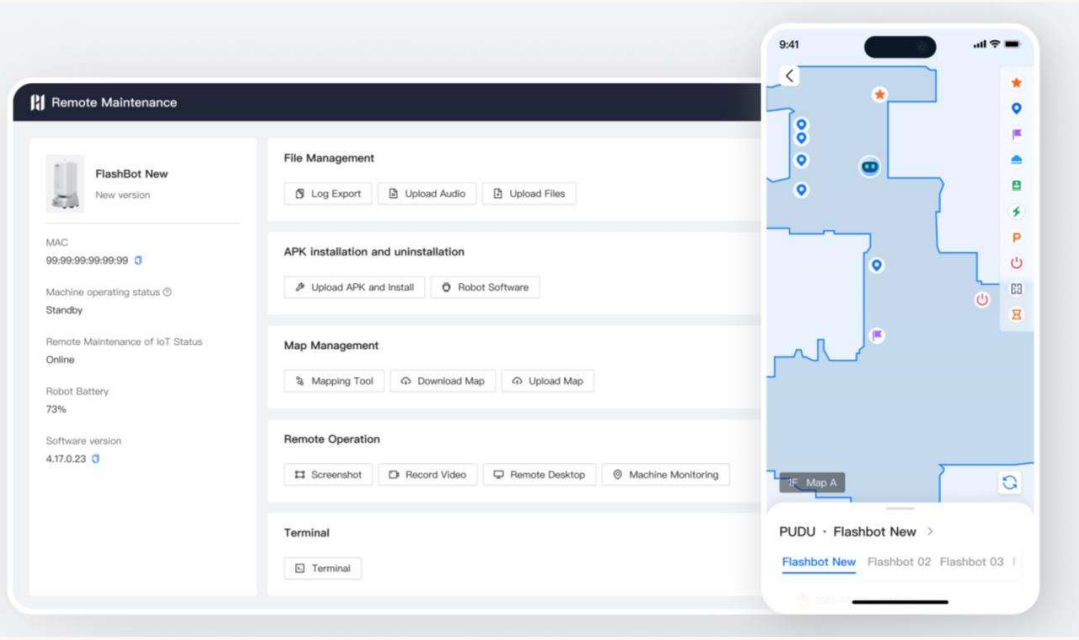 Remote Maintenance
FlashBot New
New version
MAC
99:99:99:99:99:99
Machine operating status
Standby
Remote Maintenance of IoT Status
Online
Robot Battery
73%
Software version
4.17.0.23
File Management
Log Export
Upload Audio
Upload Files
APK installation and uninstallation
Upload APK and Install
Robot Software
Map Management
Mapping Tool
Download Map
Upload Map
Remote Operation
Screenshot
Record Video
Remote Desktop
Machine Monitoring
Terminal
Terminal
9:41
P
Map A
PUDU · Flashbot New
Flashbot New Flashbot 02 Flashbot 03